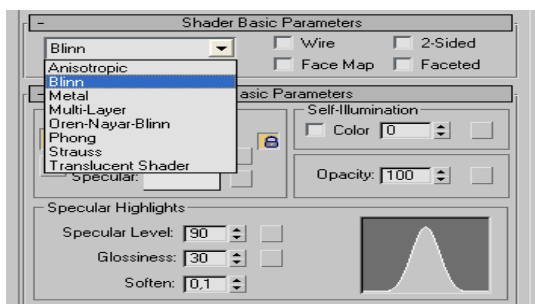 - Shader Basic Parameters
Blinn Wire 2-Sided
Anisotropic Face Map Faceted
Blinn
Metal asic Parameters
Multi-Layer Self-Illumination
Oren-Nayar-Blinn Color 0
Phong
Strauss
Translucent Shader
Specular: Opacity: 100
Specular Highlights
Specular Level: 90
Glossiness: 30
Soften: 0,1